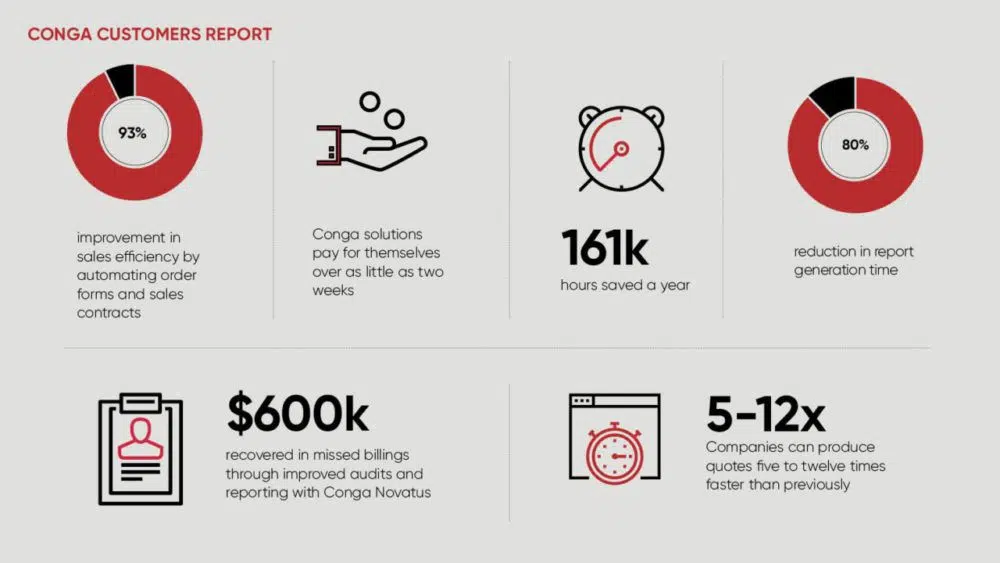 CONGA CUSTOMERS REPORT
93%
improvement in
sales efficiency by
automating order
forms and sales
contracts
Conga solutions
pay for themselves
over as little as two
weeks
161k
hours saved a year
80%
reduction in report
generation time
$600k
recovered in missed billings
through improved audits and
reporting with Conga Novatus
5-12x
Companies can produce
quotes five to twelve times
faster than previously